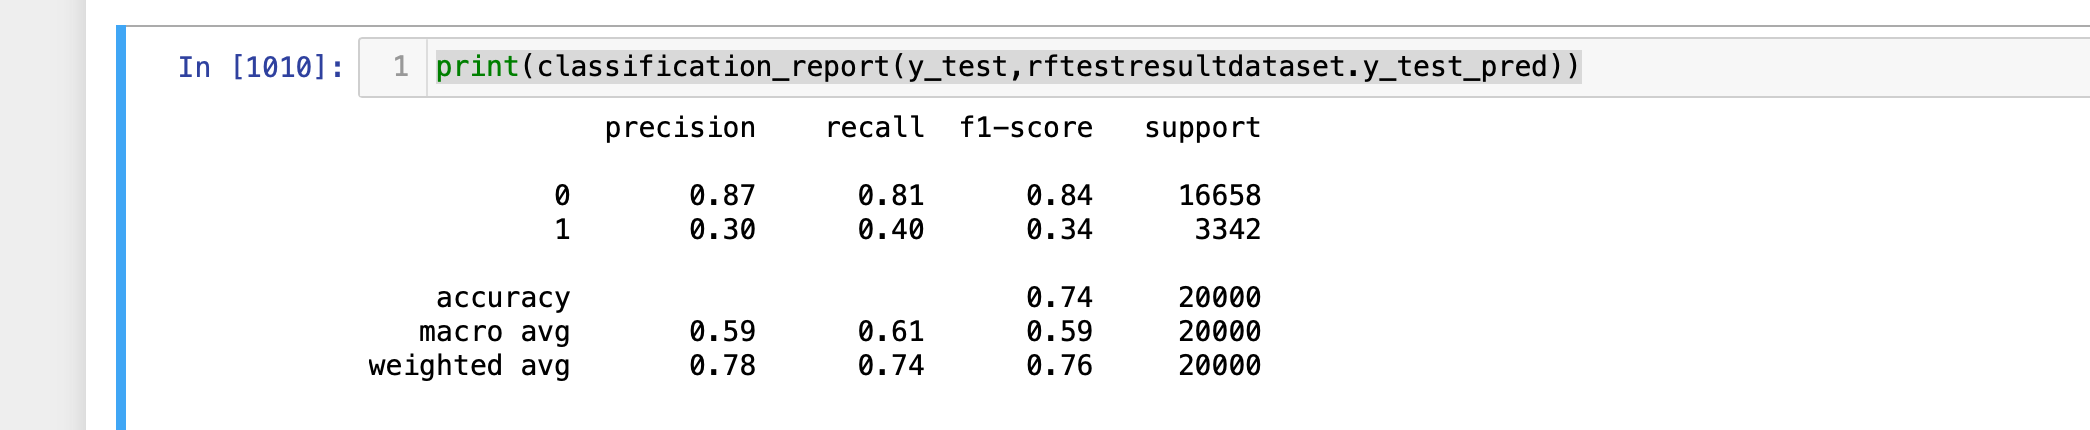 In [1010]: 1 print(classification_report(y_test,rftestresultdataset.y_test_pred))
precision recall f1-score support
0 0.87 0.81 0.84 16658
1 0.30 0.40 0.34 3342
accuracy 0.74 20000
macro avg 0.59 0.61 0.59 20000
weighted avg 0.78 0.74 0.76 20000